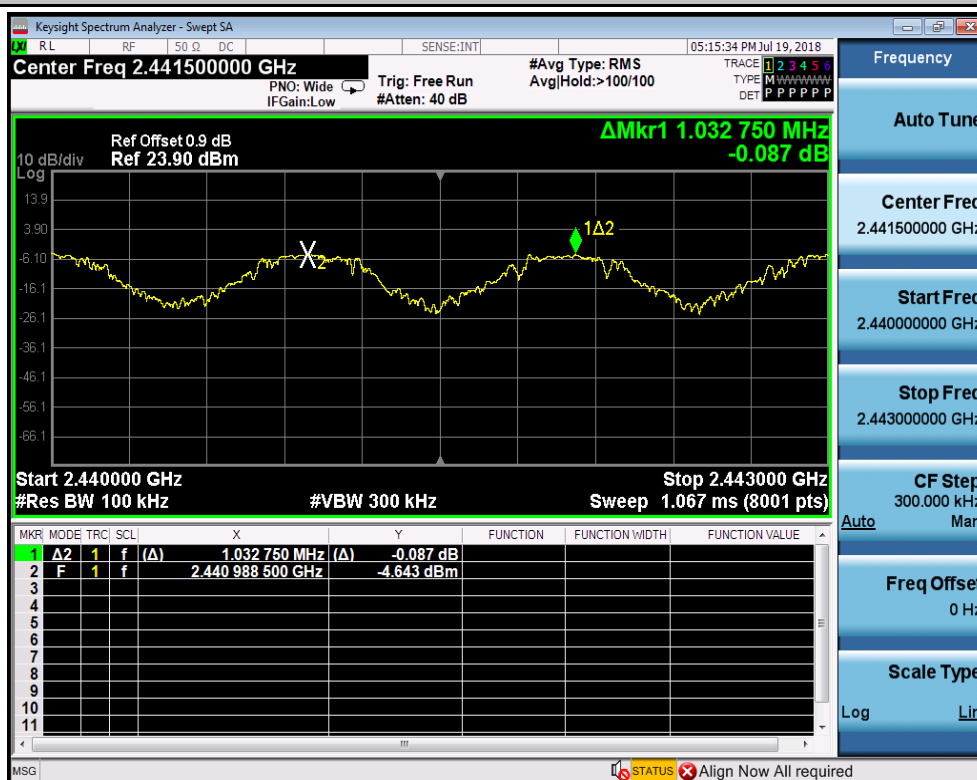 Keysight Spectrum Analyzer - Swept SA
LXI RL RF 50 Ω DC SENSE:INT 05:15:34 PM Jul 19, 2018
Center Freq 2.441500000 GHz
PNO: Wide
IFGain:Low
Trig: Free Run
#Atten: 40 dB
#Avg Type: RMS
Avg|Hold:>100/100
TRACE 1 2 3 4 5 6
TYPE MWWWWW
DET P P P P P P
ΔMkr1 1.032 750 MHz
-0.087 dB
Ref Offset 0.9 dB
10 dB/div Ref 23.90 dBm
Log
13.9
3.90
-6.10
-16.1
-26.1
-36.1
-46.1
-56.1
-66.1
1Δ2
X2
Start 2.440000 GHz Stop 2.443000 GHz
#Res BW 100 kHz #VBW 300 kHz Sweep 1.067 ms (8001 pts)
MKR MODE TRC SCL X Y FUNCTION FUNCTION WIDTH FUNCTION VALUE
1 Δ2 1 f (Δ) 1.032 750 MHz (Δ) -0.087 dB
2 F 1 f 2.440 988 500 GHz -4.643 dBm
3
4
5
6
7
8
9
10
11
MSG STATUS Align Now All required
Frequency
Auto Tune
Center Freq
2.441500000 GHz
Start Freq
2.440000000 GHz
Stop Freq
2.443000000 GHz
CF Step
300.000 kHz
Auto Man
Freq Offset
0 Hz
Scale Type
Log Lin